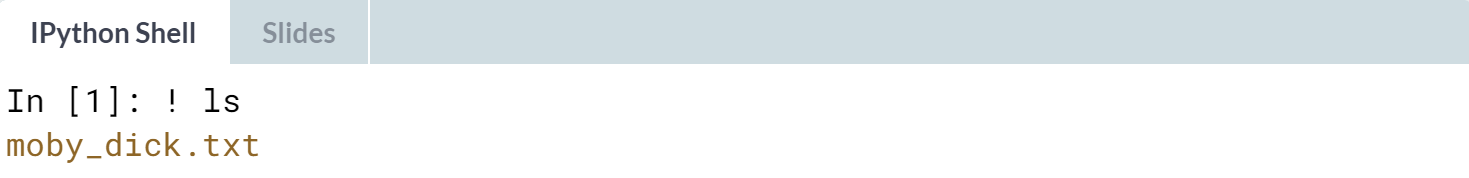 IPython Shell Slides
In [1]: ! ls
moby_dick.txt